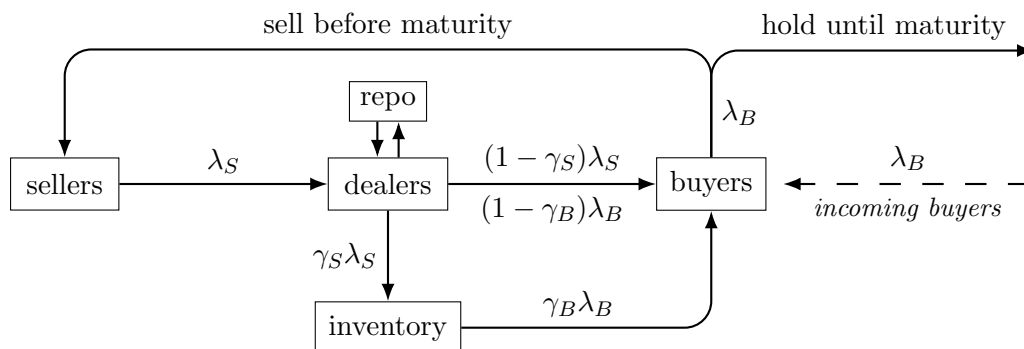 sell before maturity
hold until maturity
repo
λ_B
sellers
λ_S
dealers
(1 − γ_S)λ_S
(1 − γ_B)λ_B
buyers
λ_B
incoming buyers
γ_Sλ_S
inventory
γ_Bλ_B